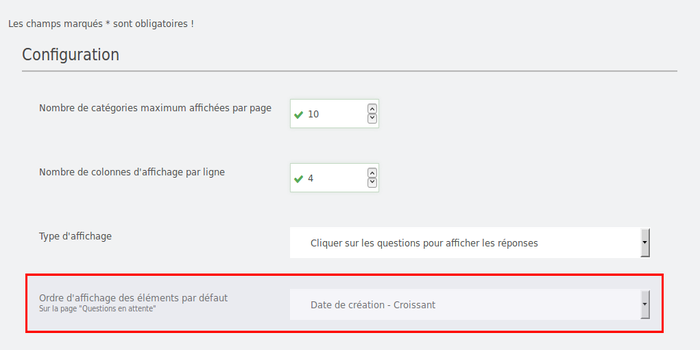 Les champs marqués * sont obligatoires !
Configuration
Nombre de catégories maximum affichées par page
10
Nombre de colonnes d'affichage par ligne
4
Type d'affichage
Cliquer sur les questions pour afficher les réponses
Ordre d'affichage des éléments par défaut
Sur la page "Questions en attente"
Date de création - Croissant